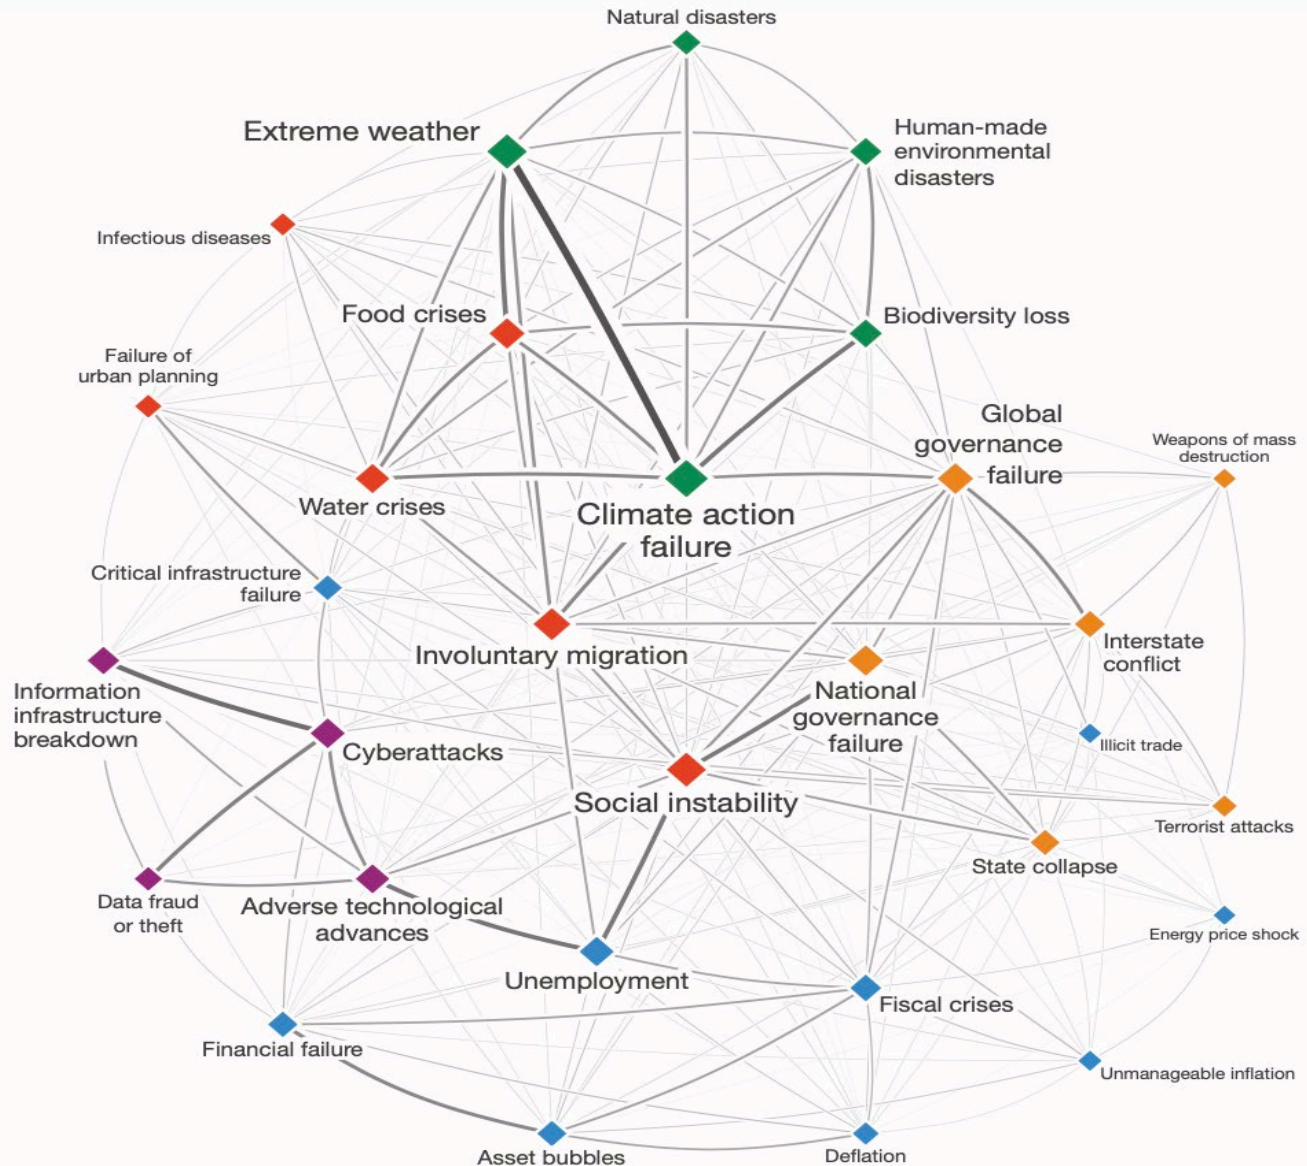 Natural disasters
Extreme weather
Human-made
environmental
disasters
Infectious diseases
Food crises
Biodiversity loss
Failure of
urban planning
Global
governance
failure
Weapons of mass
destruction
Water crises
Climate action
failure
Critical infrastructure
failure
Involuntary migration
Interstate
conflict
Information
infrastructure
breakdown
National
governance
failure
Cyberattacks
Illicit trade
Social instability
Terrorist attacks
State collapse
Data fraud
or theft
Adverse technological
advances
Energy price shock
Unemployment
Fiscal crises
Financial failure
Unmanageable inflation
Asset bubbles
Deflation